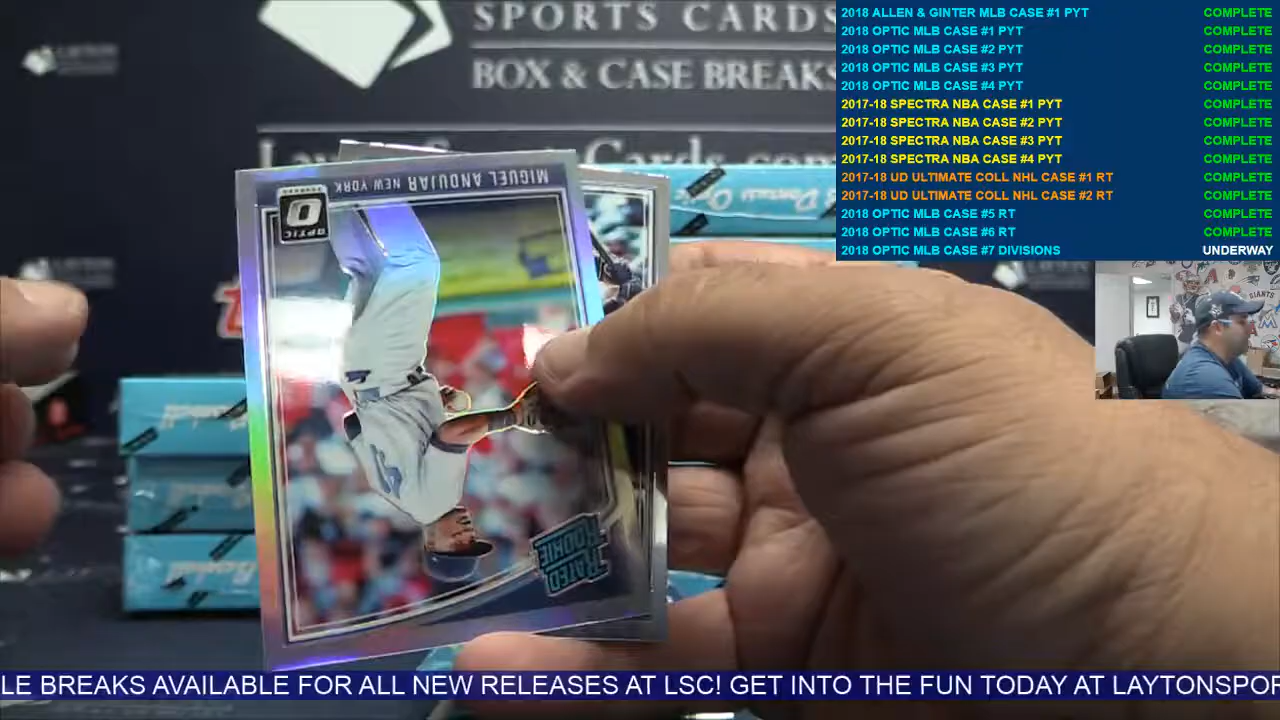 SPORTS CARDS
BOX & CASE BREAKS
2018 ALLEN & GINTER MLB CASE #1 PYT COMPLETE
2018 OPTIC MLB CASE #1 PYT COMPLETE
2018 OPTIC MLB CASE #2 PYT COMPLETE
2018 OPTIC MLB CASE #3 PYT COMPLETE
2018 OPTIC MLB CASE #4 PYT COMPLETE
2017-18 SPECTRA NBA CASE #1 PYT COMPLETE
2017-18 SPECTRA NBA CASE #2 PYT COMPLETE
2017-18 SPECTRA NBA CASE #3 PYT COMPLETE
2017-18 SPECTRA NBA CASE #4 PYT COMPLETE
2017-18 UD ULTIMATE COLL NHL CASE #1 RT COMPLETE
2017-18 UD ULTIMATE COLL NHL CASE #2 RT COMPLETE
2018 OPTIC MLB CASE #5 RT COMPLETE
2018 OPTIC MLB CASE #6 RT COMPLETE
2018 OPTIC MLB CASE #7 DIVISIONS UNDERWAY
MIGUEL ANDUJAR NEW YORK
OPTIC
RATED
ROOKIE
GIANTS
Baseball
LE BREAKS AVAILABLE FOR ALL NEW RELEASES AT LSC! GET INTO THE FUN TODAY AT LAYTONSPOR